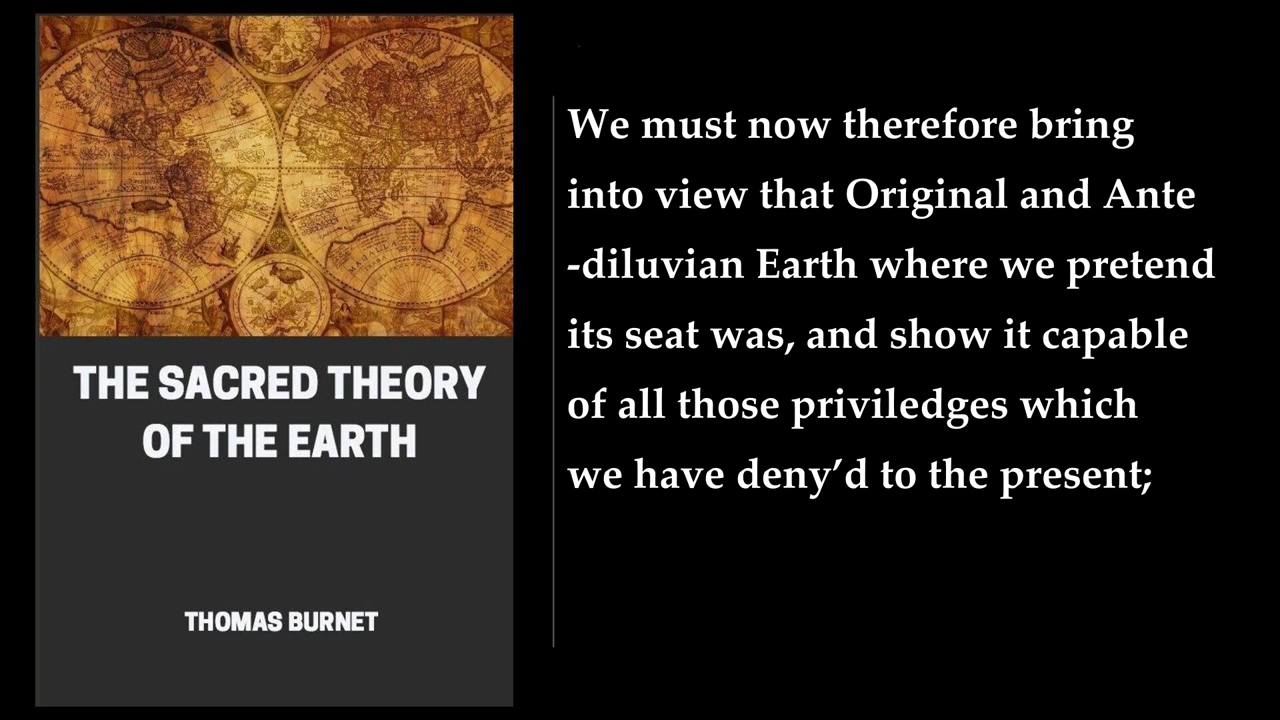 THE SACRED THEORY
OF THE EARTH
THOMAS BURNET
We must now therefore bring
into view that Original and Ante
-diluvian Earth where we pretend
its seat was, and show it capable
of all those priviledges which
we have deny’d to the present;